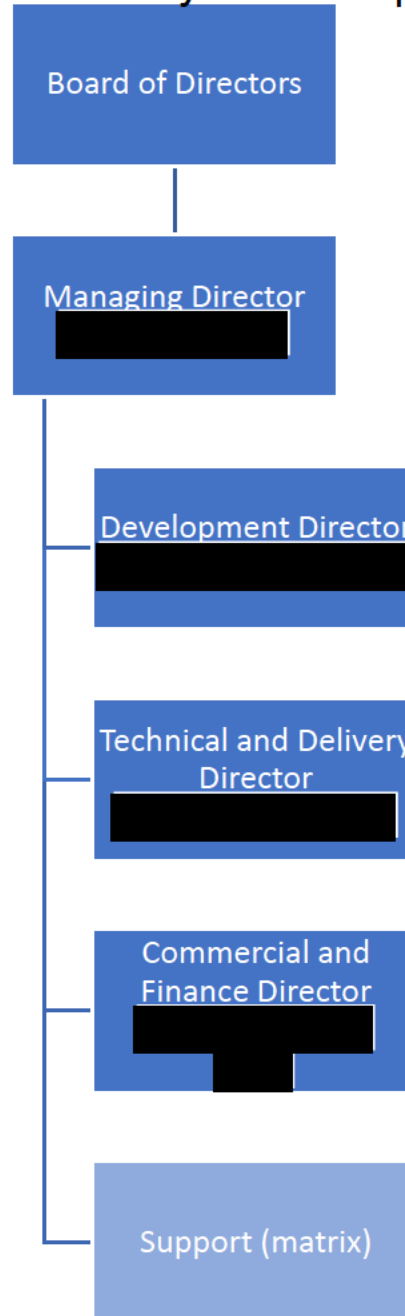 Board of Directors
Managing Director
Development Director
Technical and Delivery
Director
Commercial and
Finance Director
Support (matrix)